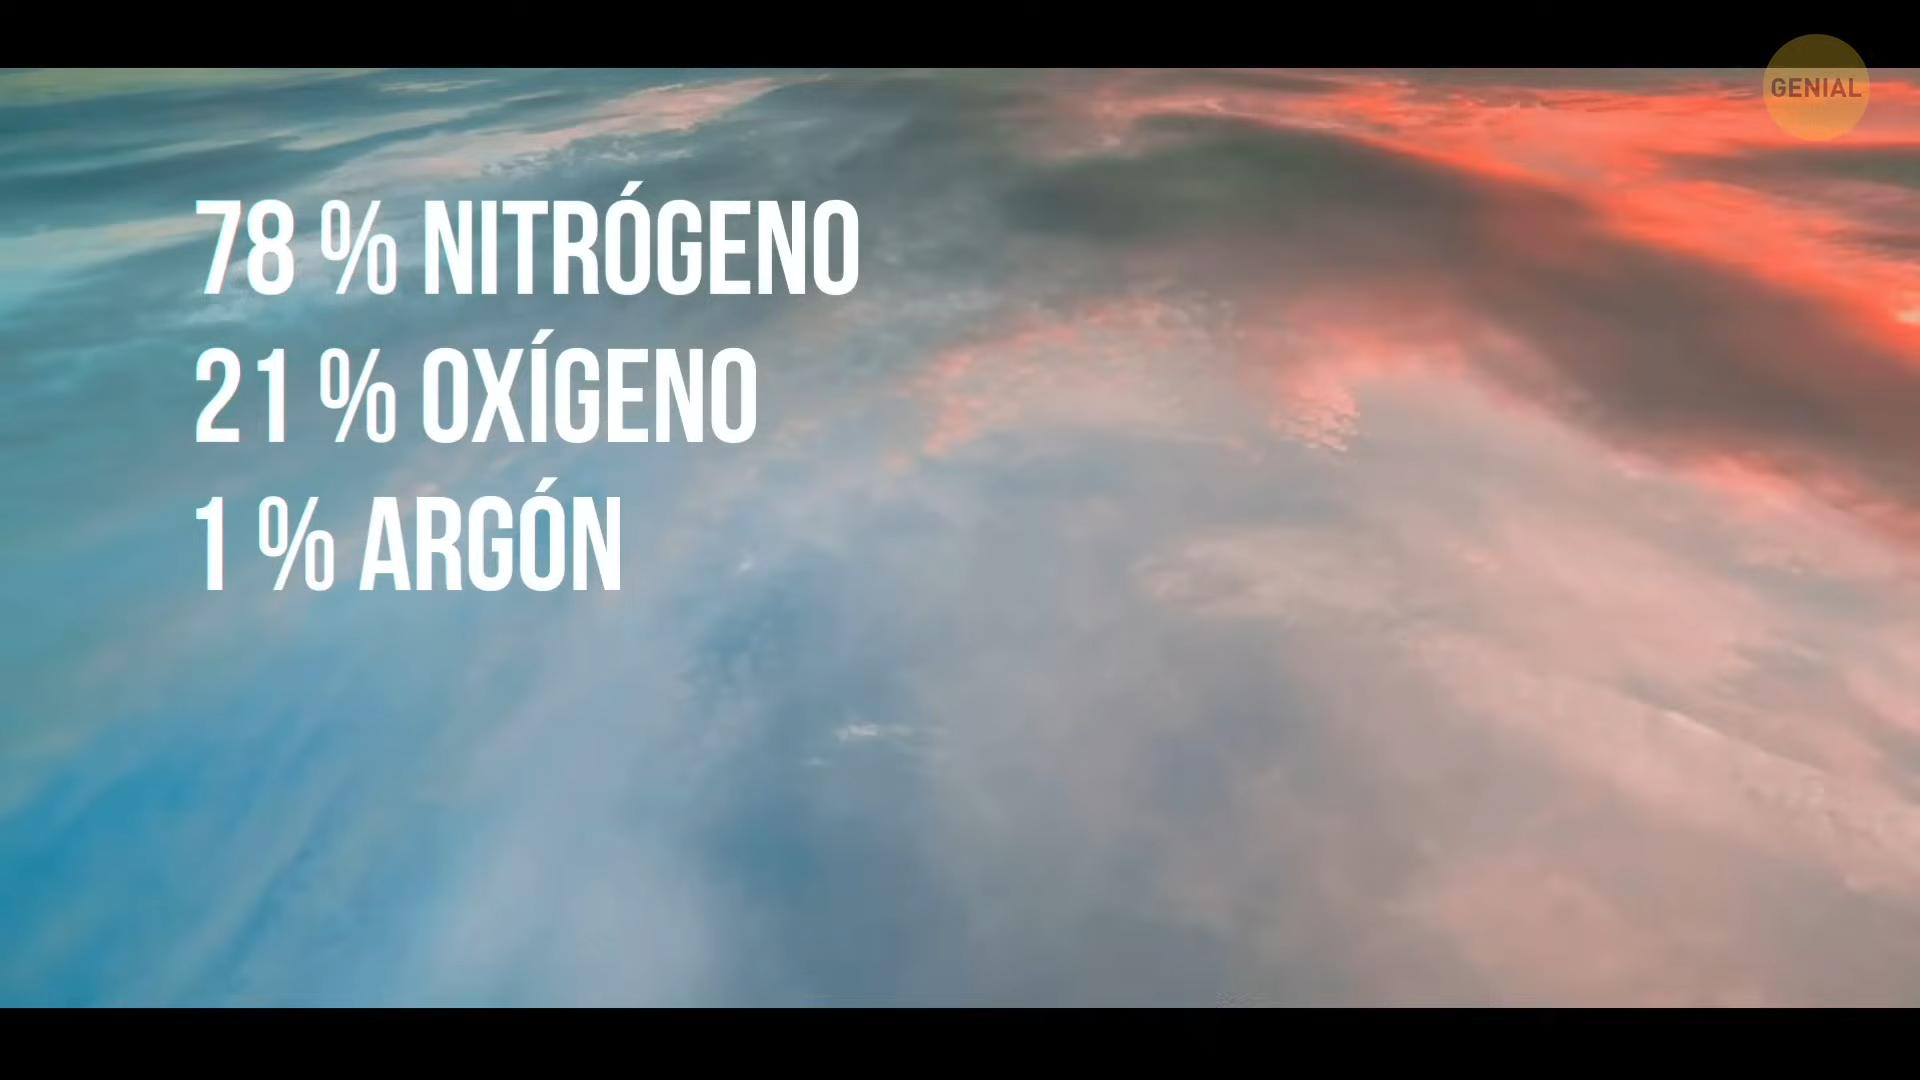 GENIAL
78 % NITRÓGENO
21 % OXÍGENO
1 % ARGÓN